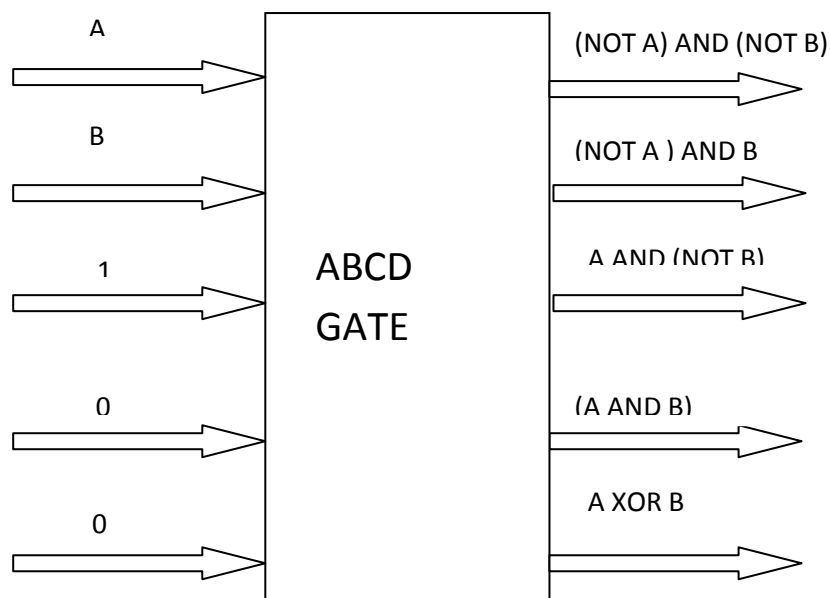 A
(NOT A) AND (NOT B)
B
(NOT A ) AND B
1
A AND (NOT B)
ABCD
GATE
0
(A AND B)
0
A XOR B